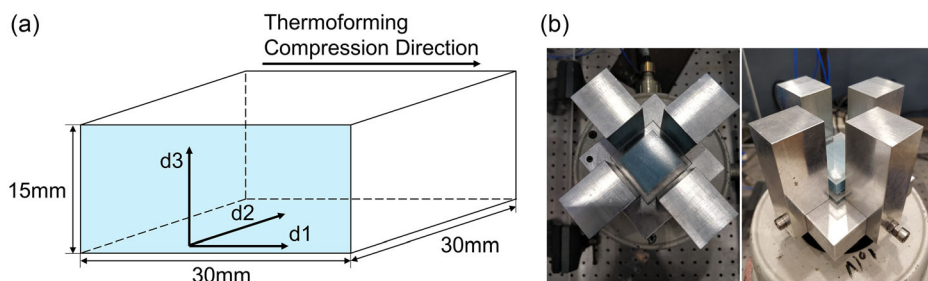 (a)
Thermoforming
Compression Direction
(b)
d3
15mm
d2
d1
30mm
30mm